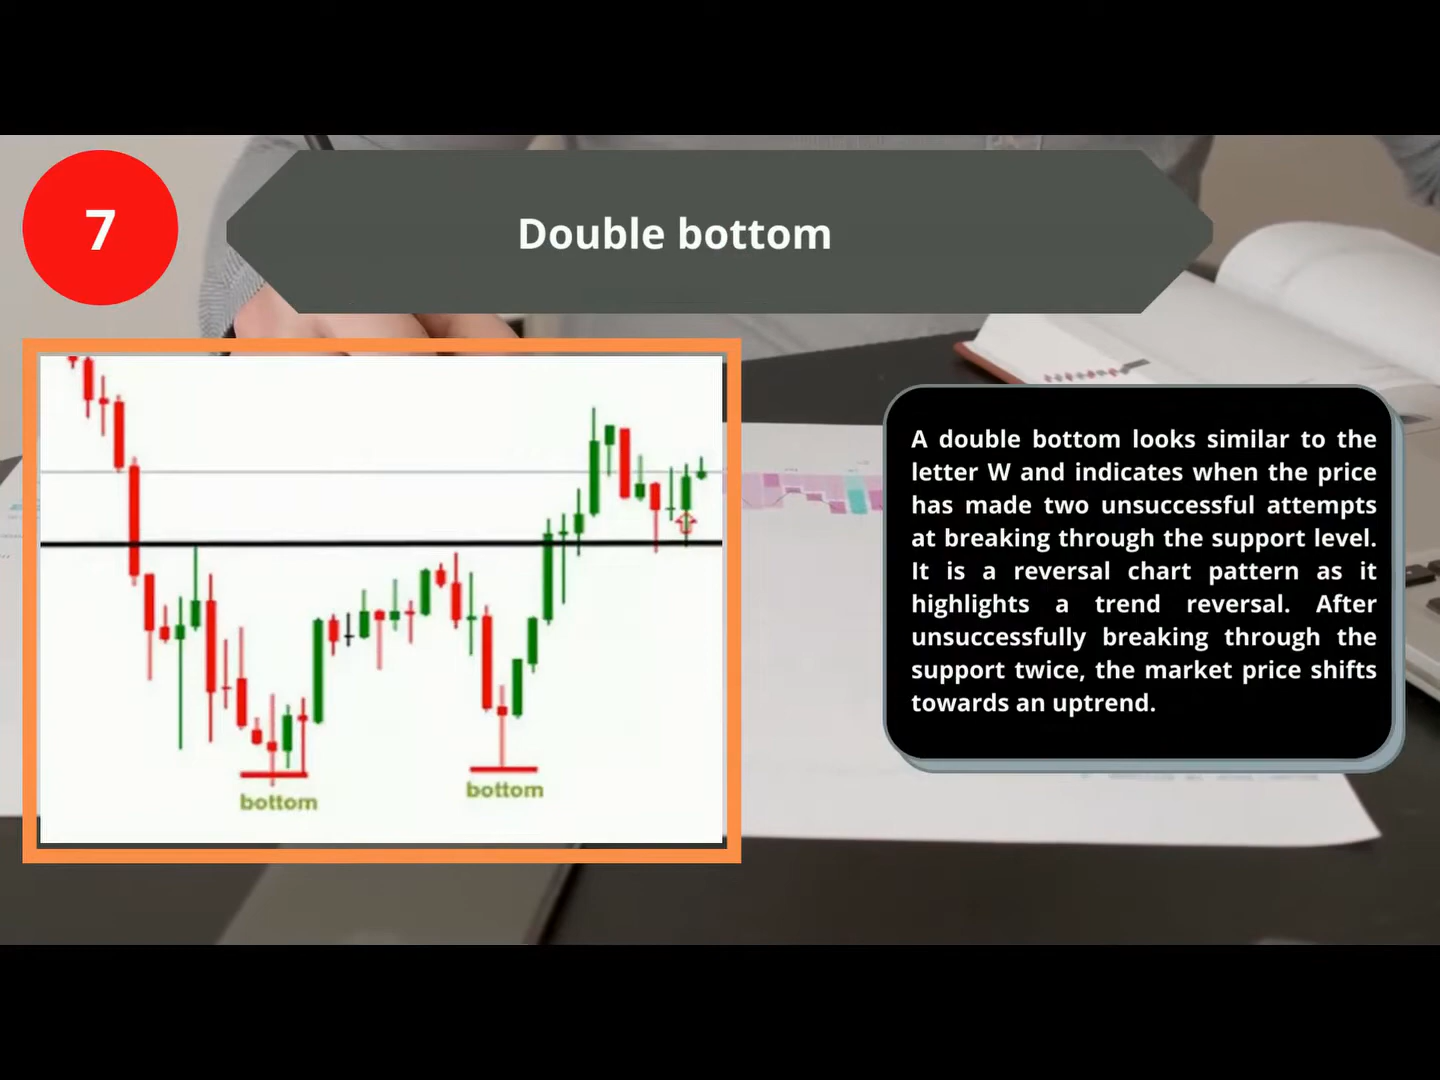 7
Double bottom
A double bottom looks similar to the
letter W and indicates when the price
has made two unsuccessful attempts
at breaking through the support level.
It is a reversal chart pattern as it
highlights a trend reversal. After
unsuccessfully breaking through the
support twice, the market price shifts
towards an uptrend.
bottom
bottom